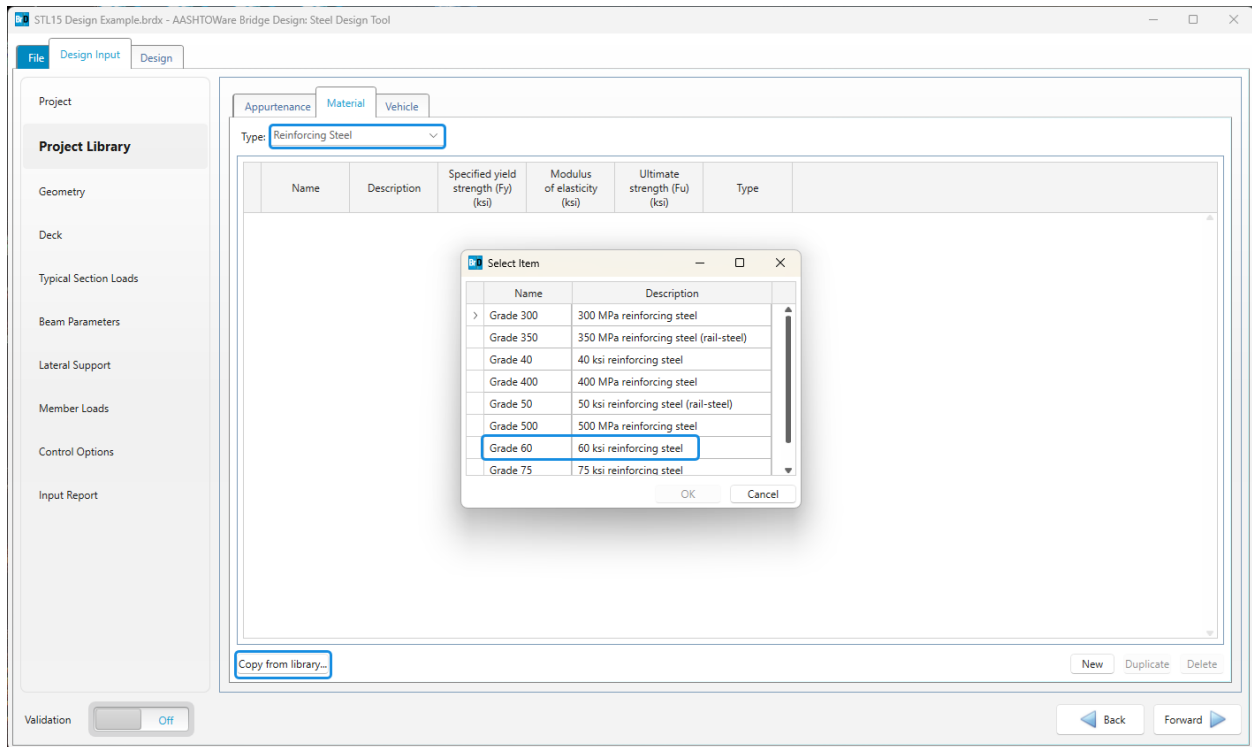 BrD STL15 Design Example.brdx - AASHTOWare Bridge Design: Steel Design Tool
File Design Input Design
Project
Project Library
Geometry
Deck
Typical Section Loads
Beam Parameters
Lateral Support
Member Loads
Control Options
Input Report
Appurtenance Material Vehicle
Type: Reinforcing Steel
Name Description Specified yield strength (Fy) (ksi) Modulus of elasticity (ksi) Ultimate strength (Fu) (ksi) Type
BrD Select Item
Name Description
Grade 300 300 MPa reinforcing steel
Grade 350 350 MPa reinforcing steel (rail-steel)
Grade 40 40 ksi reinforcing steel
Grade 400 400 MPa reinforcing steel
Grade 50 50 ksi reinforcing steel (rail-steel)
Grade 500 500 MPa reinforcing steel
Grade 60 60 ksi reinforcing steel
Grade 75 75 ksi reinforcing steel
OK Cancel
Copy from library... New Duplicate Delete
Validation Off Back Forward